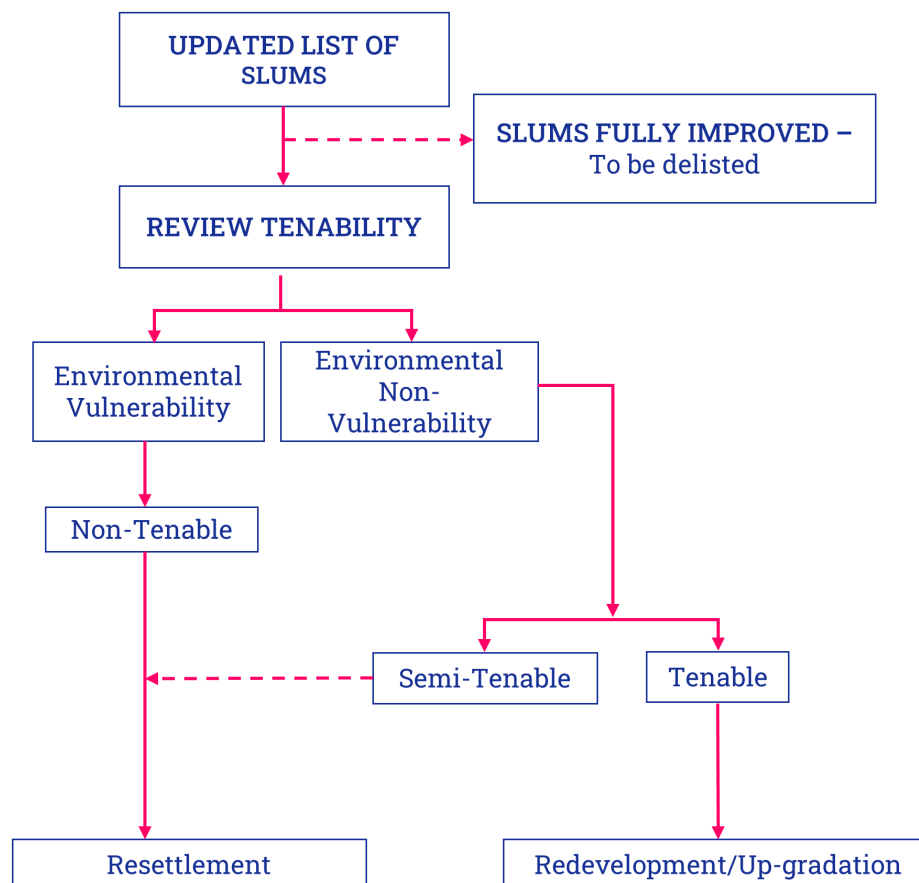 UPDATED LIST OF
SLUMS
SLUMS FULLY IMPROVED –
To be delisted
REVIEW TENABILITY
Environmental
Vulnerability
Environmental
Non-
Vulnerability
Non-Tenable
Semi-Tenable
Tenable
Resettlement
Redevelopment/Up-gradation